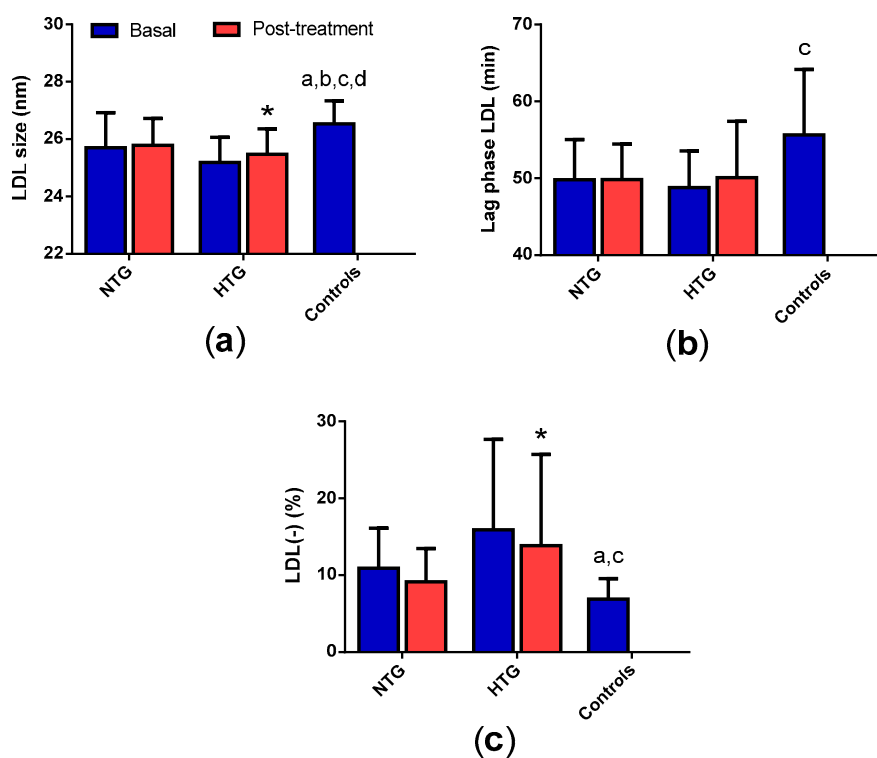 30
28
26
24
22
LDL size (nm)
Basal
Post-treatment
*
a,b,c,d
NTG
HTG
Controls
(a)
70
60
50
40
Lag phase LDL (min)
c
NTG
HTG
Controls
(b)
30
20
10
0
LDL(-) (%)
*
a,c
NTG
HTG
Controls
(c)